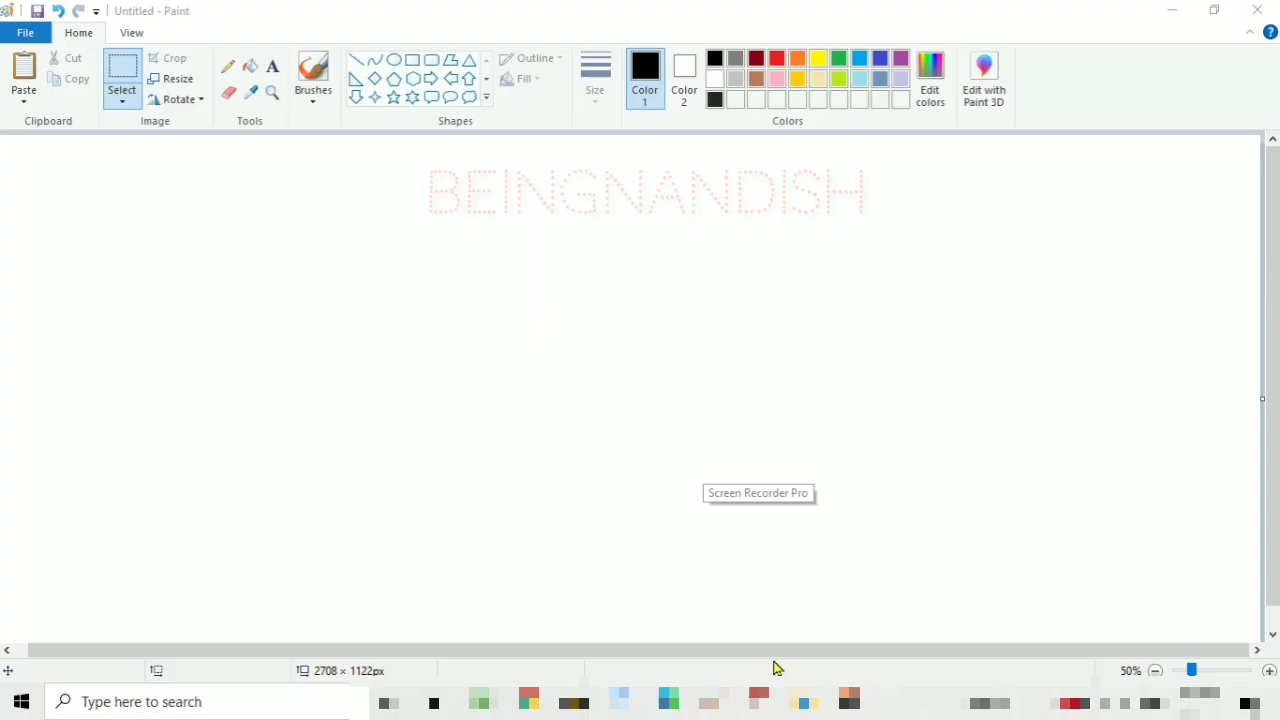 Untitled - Paint
File Home View
Paste
Cut
Copy
Clipboard
Select
Crop
Resize
Rotate
Image
Tools
Brushes
Shapes
Outline
Fill
Size
Color 1
Color 2
Colors
Edit colors
Edit with Paint 3D
BEINGNANDISH
Screen Recorder Pro
2708 × 1122px
50%
Type here to search